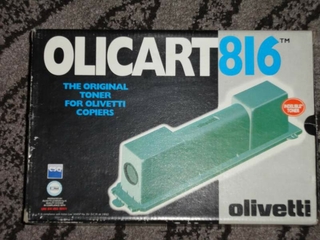 OLICART816™
THE ORIGINAL
TONER
FOR OLIVETTI
COPIERS
olivetti